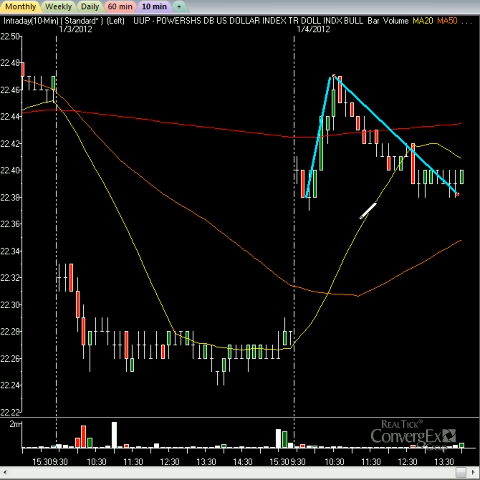 Monthly Weekly Daily 60 min 10 min
Intraday (10-Min) (Standard* ) (Left) UUP - POWERSHS DB US DOLLAR INDEX TR DOLL INDX BULL Bar Volume MA20 MA50 ...
1/3/2012 1/4/2012
22.50
22.48
22.46
22.44
22.42
22.40
22.38
22.36
22.34
22.32
22.30
22.28
22.26
22.24
22.22
2m
REALTICK
ConvergEx
15:30 9:30 10:30 11:30 12:30 13:30 14:30 15:30 9:30 10:30 11:30 12:30 13:30